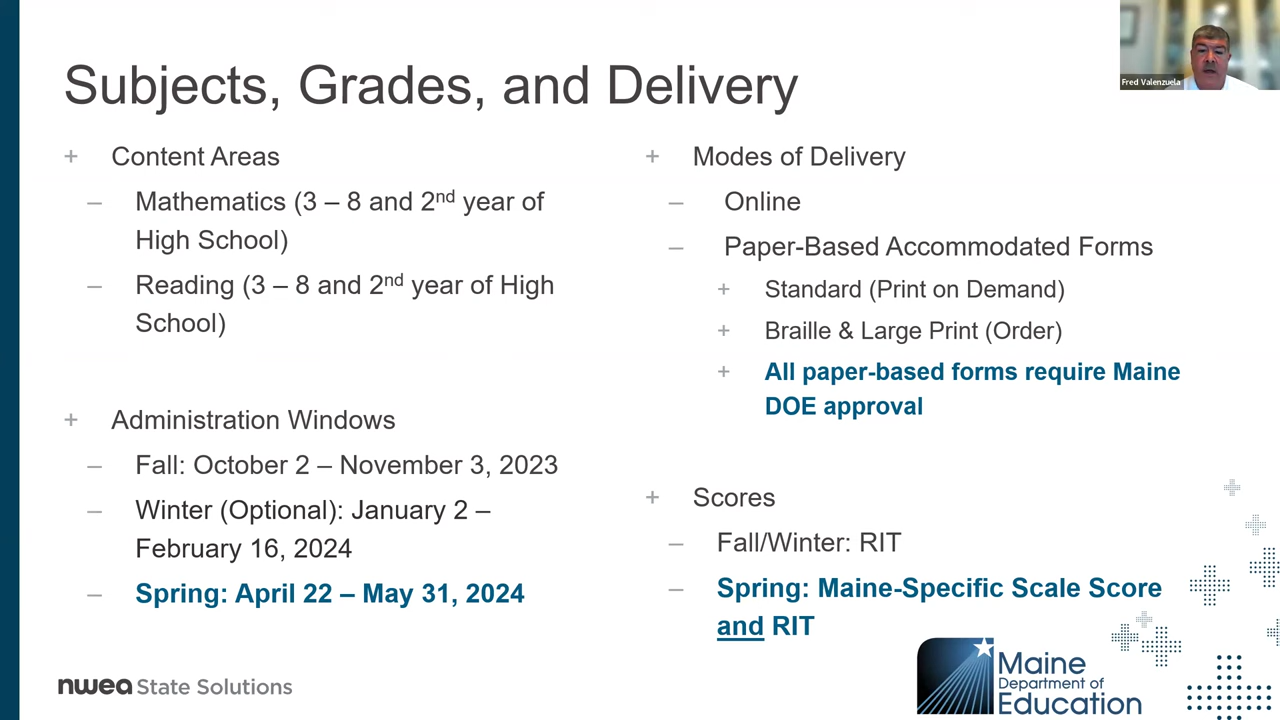 Subjects, Grades, and Delivery
Fred Valenzuela
+ Content Areas
– Mathematics (3 – 8 and 2nd year of
High School)
– Reading (3 – 8 and 2nd year of High
School)
+ Administration Windows
– Fall: October 2 – November 3, 2023
– Winter (Optional): January 2 –
February 16, 2024
– Spring: April 22 – May 31, 2024
+ Modes of Delivery
– Online
– Paper-Based Accommodated Forms
+ Standard (Print on Demand)
+ Braille & Large Print (Order)
+ All paper-based forms require Maine
DOE approval
+ Scores
– Fall/Winter: RIT
– Spring: Maine-Specific Scale Score
and RIT
nwea State Solutions
Maine
Department of
Education